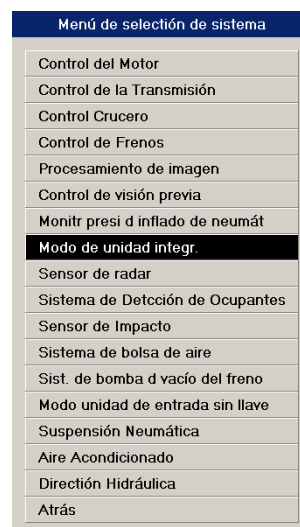 Menú de selectión de sistema
Control del Motor
Control de la Transmisión
Control Crucero
Control de Frenos
Procesamiento de imagen
Control de visión previa
Monitr presi d inflado de neumát
Modo de unidad integr.
Sensor de radar
Sistema de Detcción de Ocupantes
Sensor de Impacto
Sistema de bolsa de aire
Sist. de bomba d vacío del freno
Modo unidad de entrada sin llave
Suspensión Neumática
Aire Acondicionado
Directión Hidráulica
Atrás